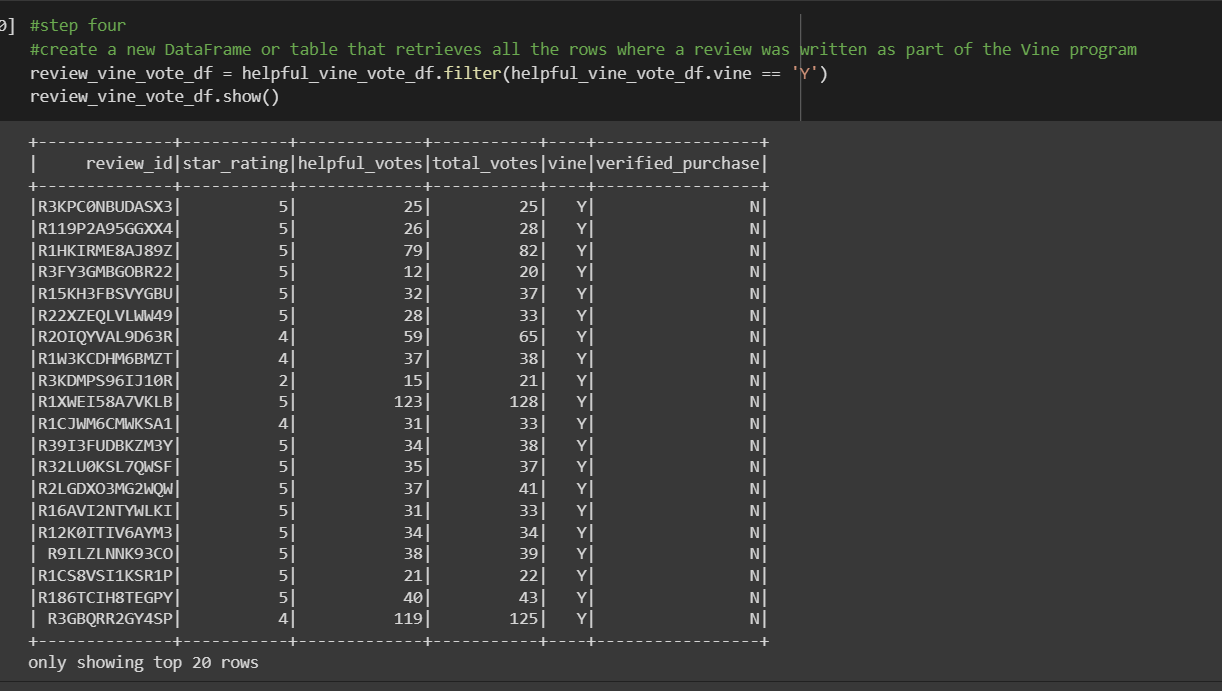 0] #step four
#create a new DataFrame or table that retrieves all the rows where a review was written as part of the Vine program
review_vine_vote_df = helpful_vine_vote_df.filter(helpful_vine_vote_df.vine == 'Y')
review_vine_vote_df.show()
+--------------+-----------+-------------+-----------+----+-----------------+
|     review_id|star_rating|helpful_votes|total_votes|vine|verified_purchase|
+--------------+-----------+-------------+-----------+----+-----------------+
|R3KPC0NBUDASX3|          5|           25|         25|   Y|                N|
|R119P2A95GGXX4|          5|           26|         28|   Y|                N|
|R1HKIRME8AJ89Z|          5|           79|         82|   Y|                N|
|R3FY3GMBGOBR22|          5|           12|         20|   Y|                N|
|R15KH3FBSVYGBU|          5|           32|         37|   Y|                N|
|R22XZEQLVLWW49|          5|           28|         33|   Y|                N|
|R2OIQYVAL9D63R|          4|           59|         65|   Y|                N|
|R1W3KCDHM6BMZT|          4|           37|         38|   Y|                N|
|R3KDMPS96IJ10R|          2|           15|         21|   Y|                N|
|R1XWEI58A7VKLB|          5|          123|        128|   Y|                N|
|R1CJWM6CMWKSA1|          4|           31|         33|   Y|                N|
|R39I3FUDBKZM3Y|          5|           34|         38|   Y|                N|
|R32LU0KSL7QWSF|          5|           35|         37|   Y|                N|
|R2LGDXO3MG2WQW|          5|           37|         41|   Y|                N|
|R16AVI2NTYWLKI|          5|           31|         33|   Y|                N|
|R12K0ITIV6AYM3|          5|           34|         34|   Y|                N|
| R9ILZLNNK93CO|          5|           38|         39|   Y|                N|
|R1CS8VSI1KSR1P|          5|           21|         22|   Y|                N|
|R186TCIH8TEGPY|          5|           40|         43|   Y|                N|
| R3GBQRR2GY4SP|          4|          119|        125|   Y|                N|
+--------------+-----------+-------------+-----------+----+-----------------+
only showing top 20 rows